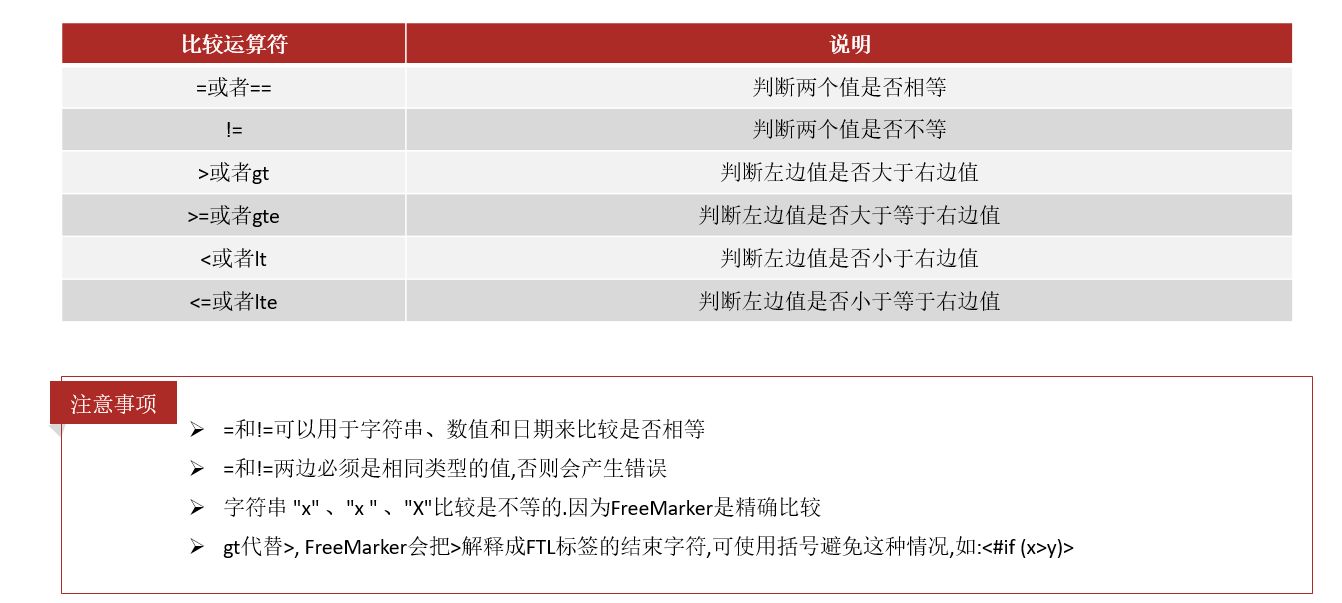 比较运算符 说明
=或者== 判断两个值是否相等
!= 判断两个值是否不等
>或者gt 判断左边值是否大于右边值
>=或者gte 判断左边值是否大于等于右边值
<或者lt 判断左边值是否小于右边值
<=或者lte 判断左边值是否小于等于右边值
注意事项
➢ =和!=可以用于字符串、数值和日期来比较是否相等
➢ =和!=两边必须是相同类型的值,否则会产生错误
➢ 字符串 "x" 、"x " 、"X"比较是不等的.因为FreeMarker是精确比较
➢ gt代替>, FreeMarker会把>解释成FTL标签的结束字符,可使用括号避免这种情况,如:<#if (x>y)>